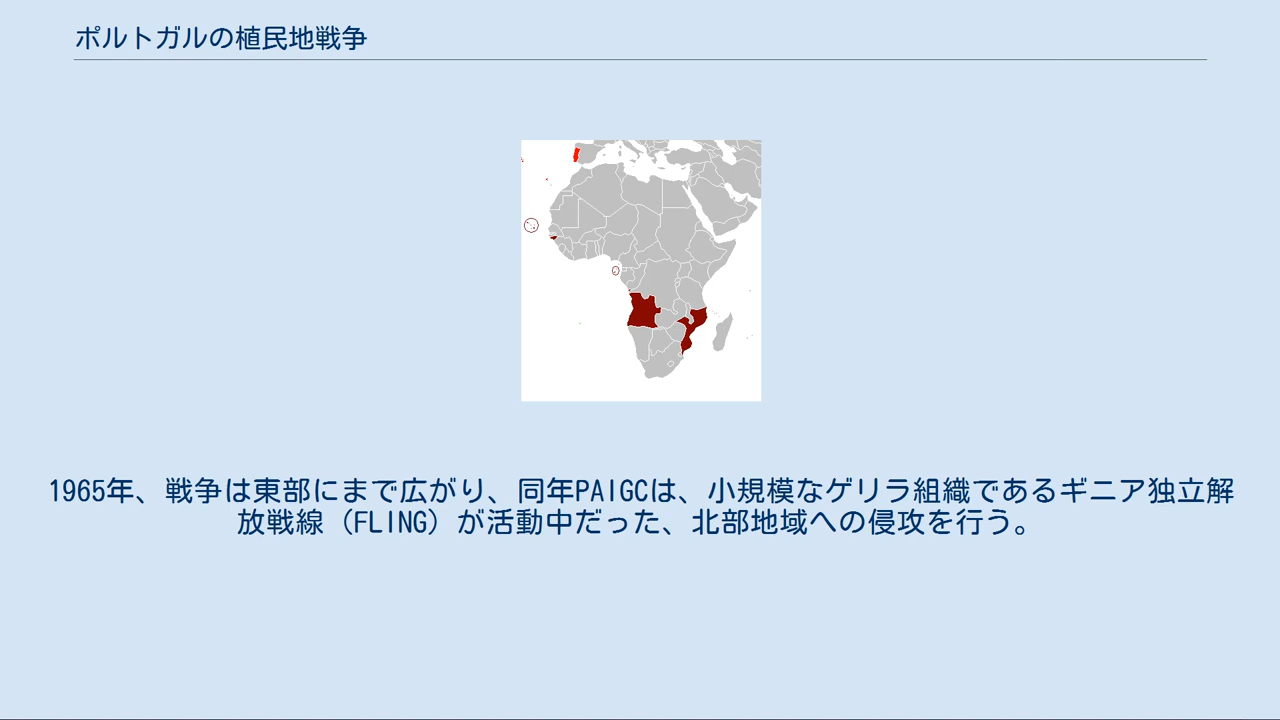 ポルトガルの植民地戦争
1965年、戦争は東部にまで広がり、同年PAIGCは、小規模なゲリラ組織であるギニア独立解
放戦線（FLING）が活動中だった、北部地域への侵攻を行う。